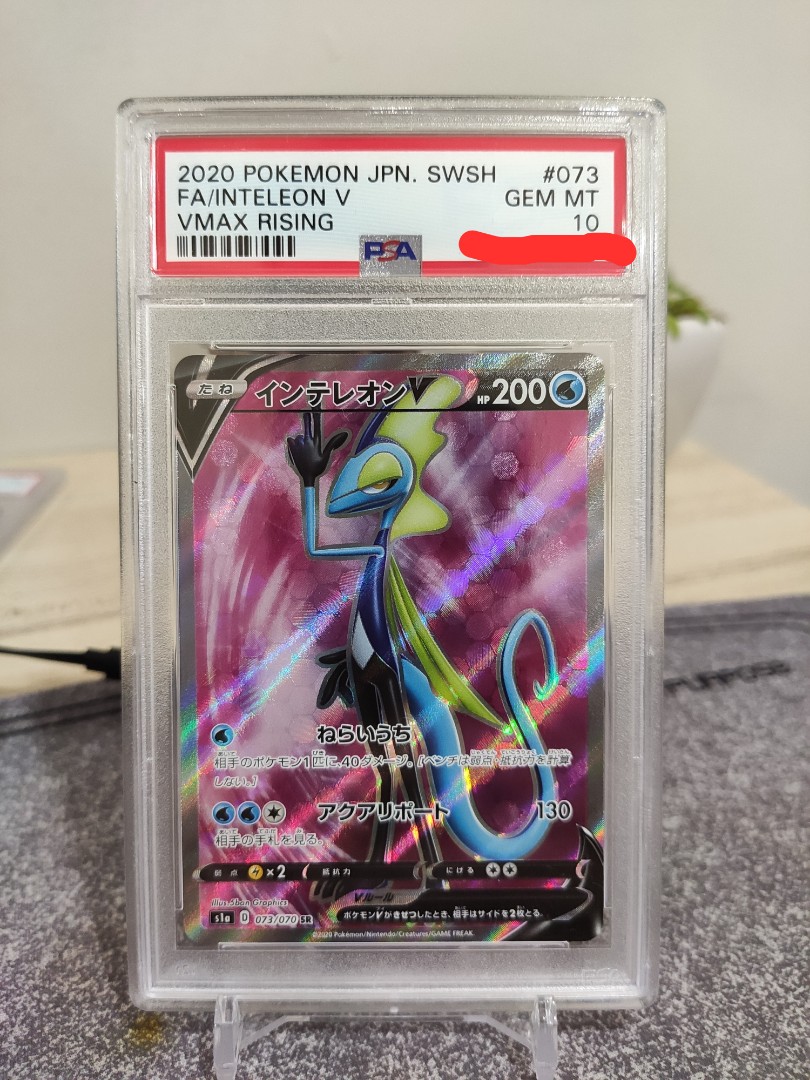 2020 POKEMON JPN. SWSH #073
FA/INTELEON V GEM MT
VMAX RISING 10
PSA
たね インテレオンV HP 200
ねらいうち
相手のポケモン1匹に、40ダメージ。[ベンチは弱点・抵抗力を計算
しない。]
アクアリポート 130
相手の手札を見る。
弱点 ×2 抵抗力 にげる
Vルール
ポケモンVがきぜつしたとき、相手はサイドを2枚とる。
Illus. 5ban Graphics
s1a D 073/070 SR
©2020 Pokémon/Nintendo/Creatures/GAME FREAK.